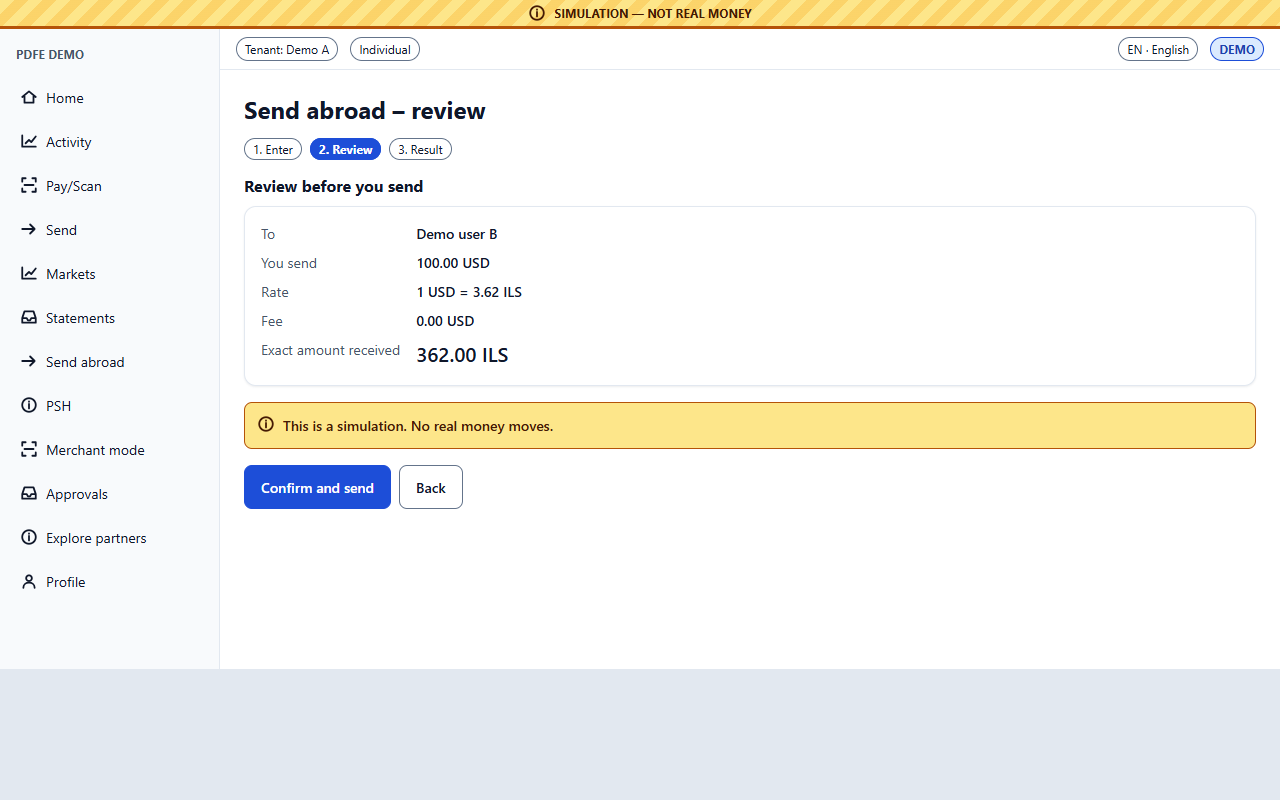 SIMULATION — NOT REAL MONEY
PDFE DEMO
Tenant: Demo A
Individual
EN · English
DEMO
Home
Activity
Pay/Scan
Send
Markets
Statements
Send abroad
PSH
Merchant mode
Approvals
Explore partners
Profile
Send abroad – review
1. Enter
2. Review
3. Result
Review before you send
To Demo user B
You send 100.00 USD
Rate 1 USD = 3.62 ILS
Fee 0.00 USD
Exact amount received 362.00 ILS
This is a simulation. No real money moves.
Confirm and send
Back